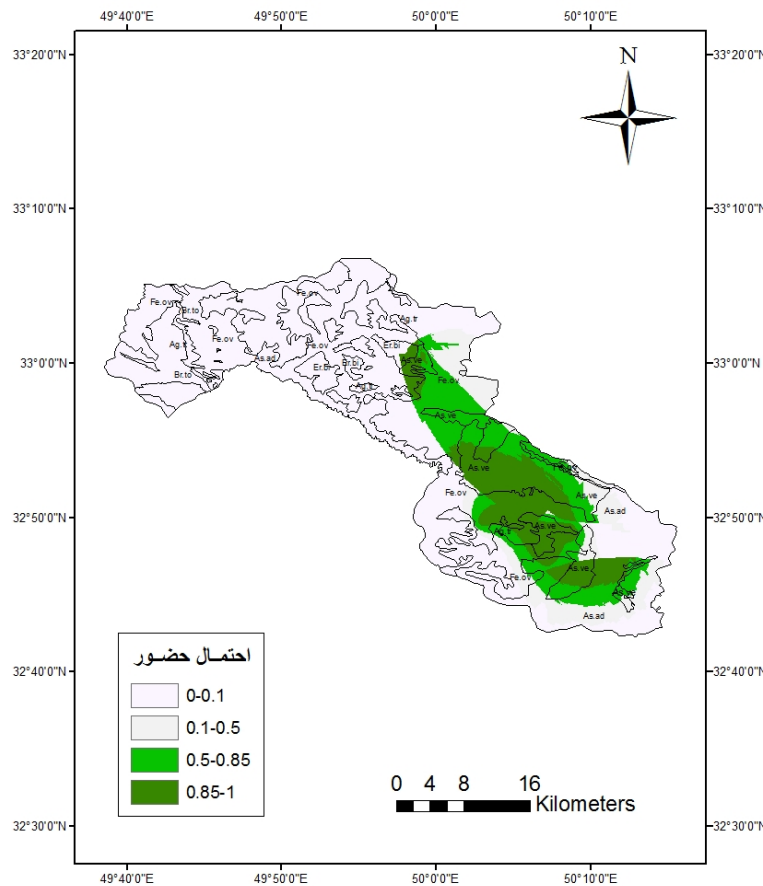 49°40'0"E 49°50'0"E 50°0'0"E 50°10'0"E
33°20'0"N 33°20'0"N
N
33°10'0"N 33°10'0"N
Fe.ov Fe.ov
Br.to
Ag.tr
Fe.ov Fe.ov Er.bi
33°0'0"N 33°0'0"N
As.ad Br.bi As.ve
Br.to Fe.ov
As.ve
As.ve
Fe.ov As.ve
As.ad
32°50'0"N 32°50'0"N
As.ve
Fe.ov As.ve
As.ad
احتمال حضور
0-0.1
0.1-0.5
0.5-0.85
0.85-1
32°40'0"N 32°40'0"N
0 4 8 16
Kilometers
32°30'0"N 32°30'0"N
49°40'0"E 49°50'0"E 50°0'0"E 50°10'0"E